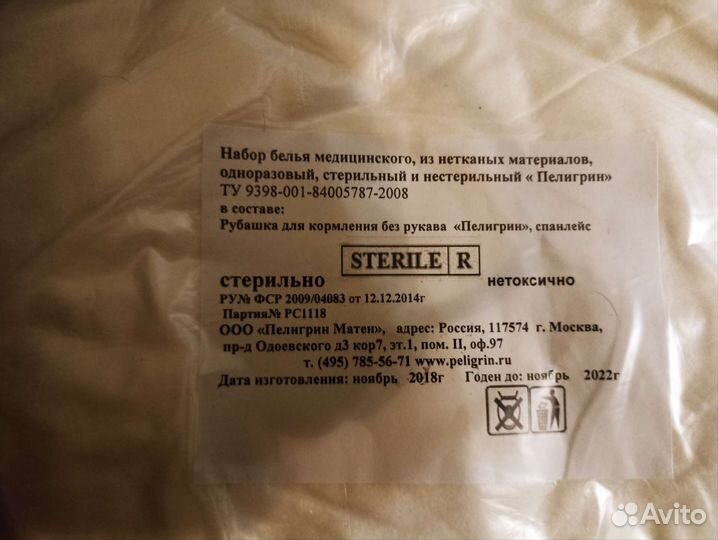 Набор белья медицинского, из нетканых материалов,
одноразовый, стерильный и нестерильный « Пелигрин»
ТУ 9398-001-84005787-2008
в составе:
Рубашка для кормления без рукава «Пелигрин», спанлейс
STERILE R
стерильно нетоксично
РУ№ ФСР 2009/04083 от 12.12.2014г
Партия№ РС1118
ООО «Пелигрин Матен», адрес: Россия, 117574 г. Москва,
пр-д Одоевского д3 кор7, эт.1, пом. II, оф.97
т. (495) 785-56-71 www.peligrin.ru
Дата изготовления: ноябрь 2018г Годен до: ноябрь 2022г
Avito